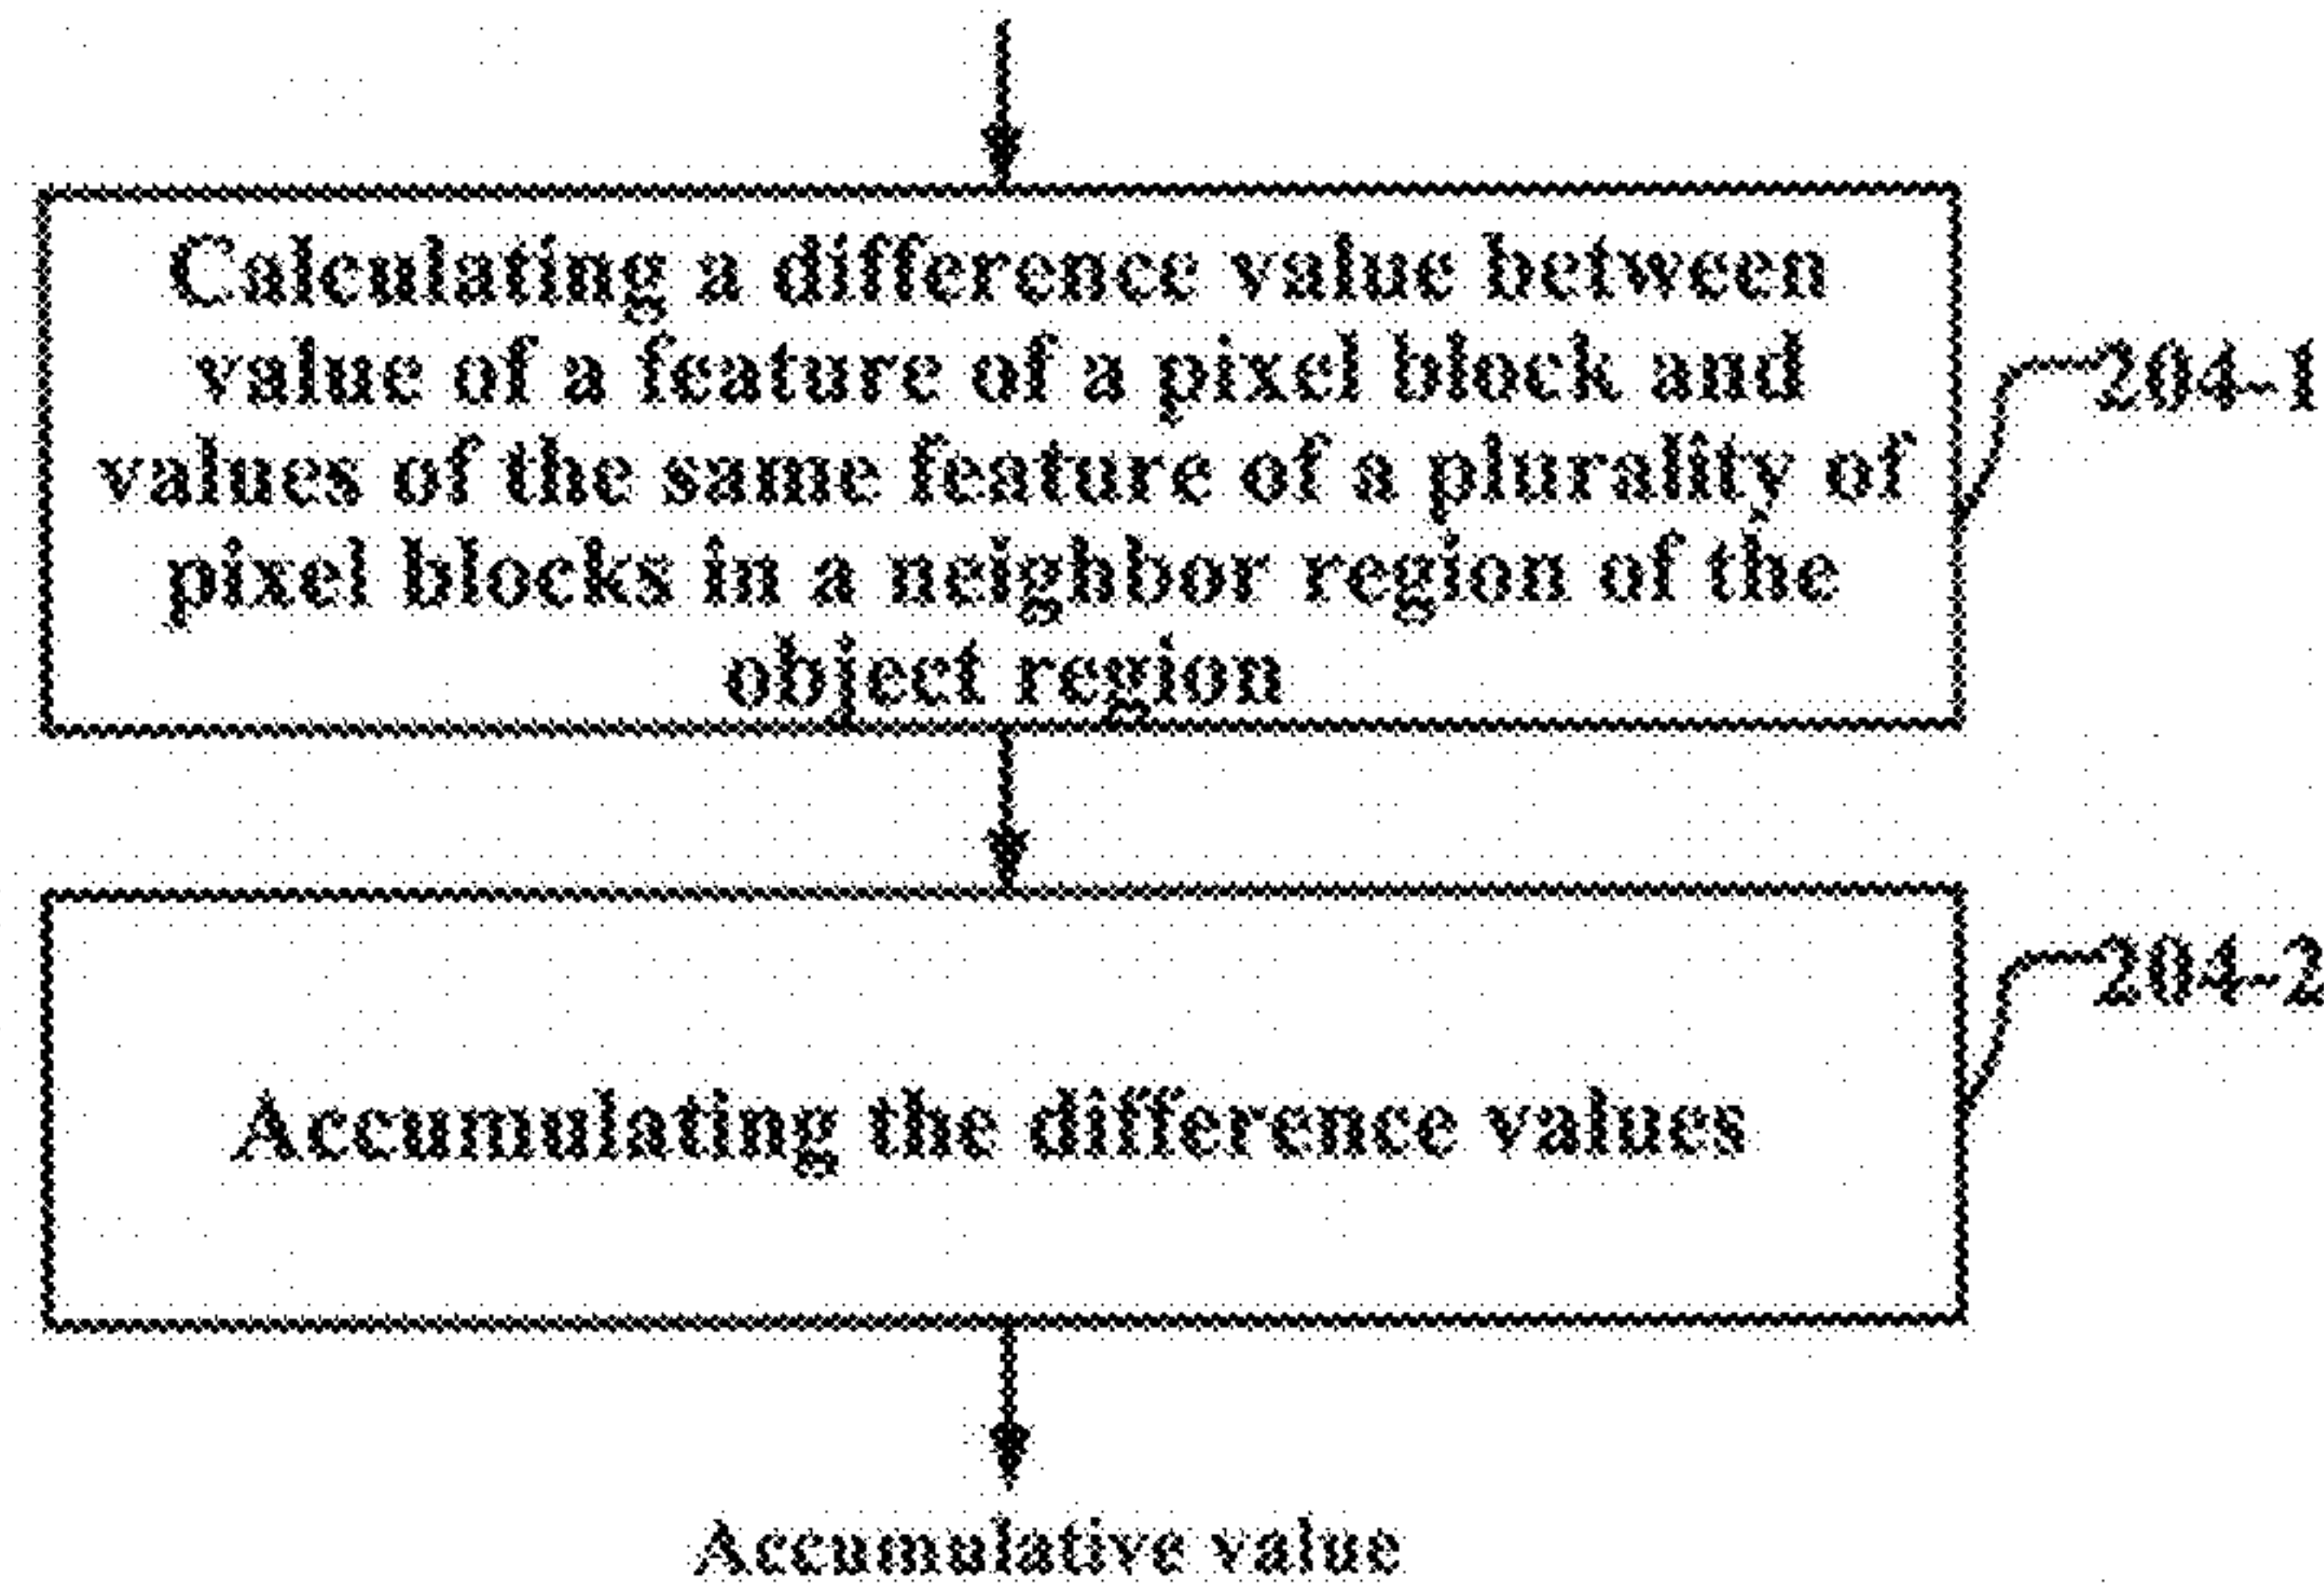 Calculating a difference value between
value of a feature of a pixel block and
204-1
values of the same feature of a plurality of
pixel blocks in a neighbor region of the
object region
204-2
Accumulating the difference values
Accumulative value